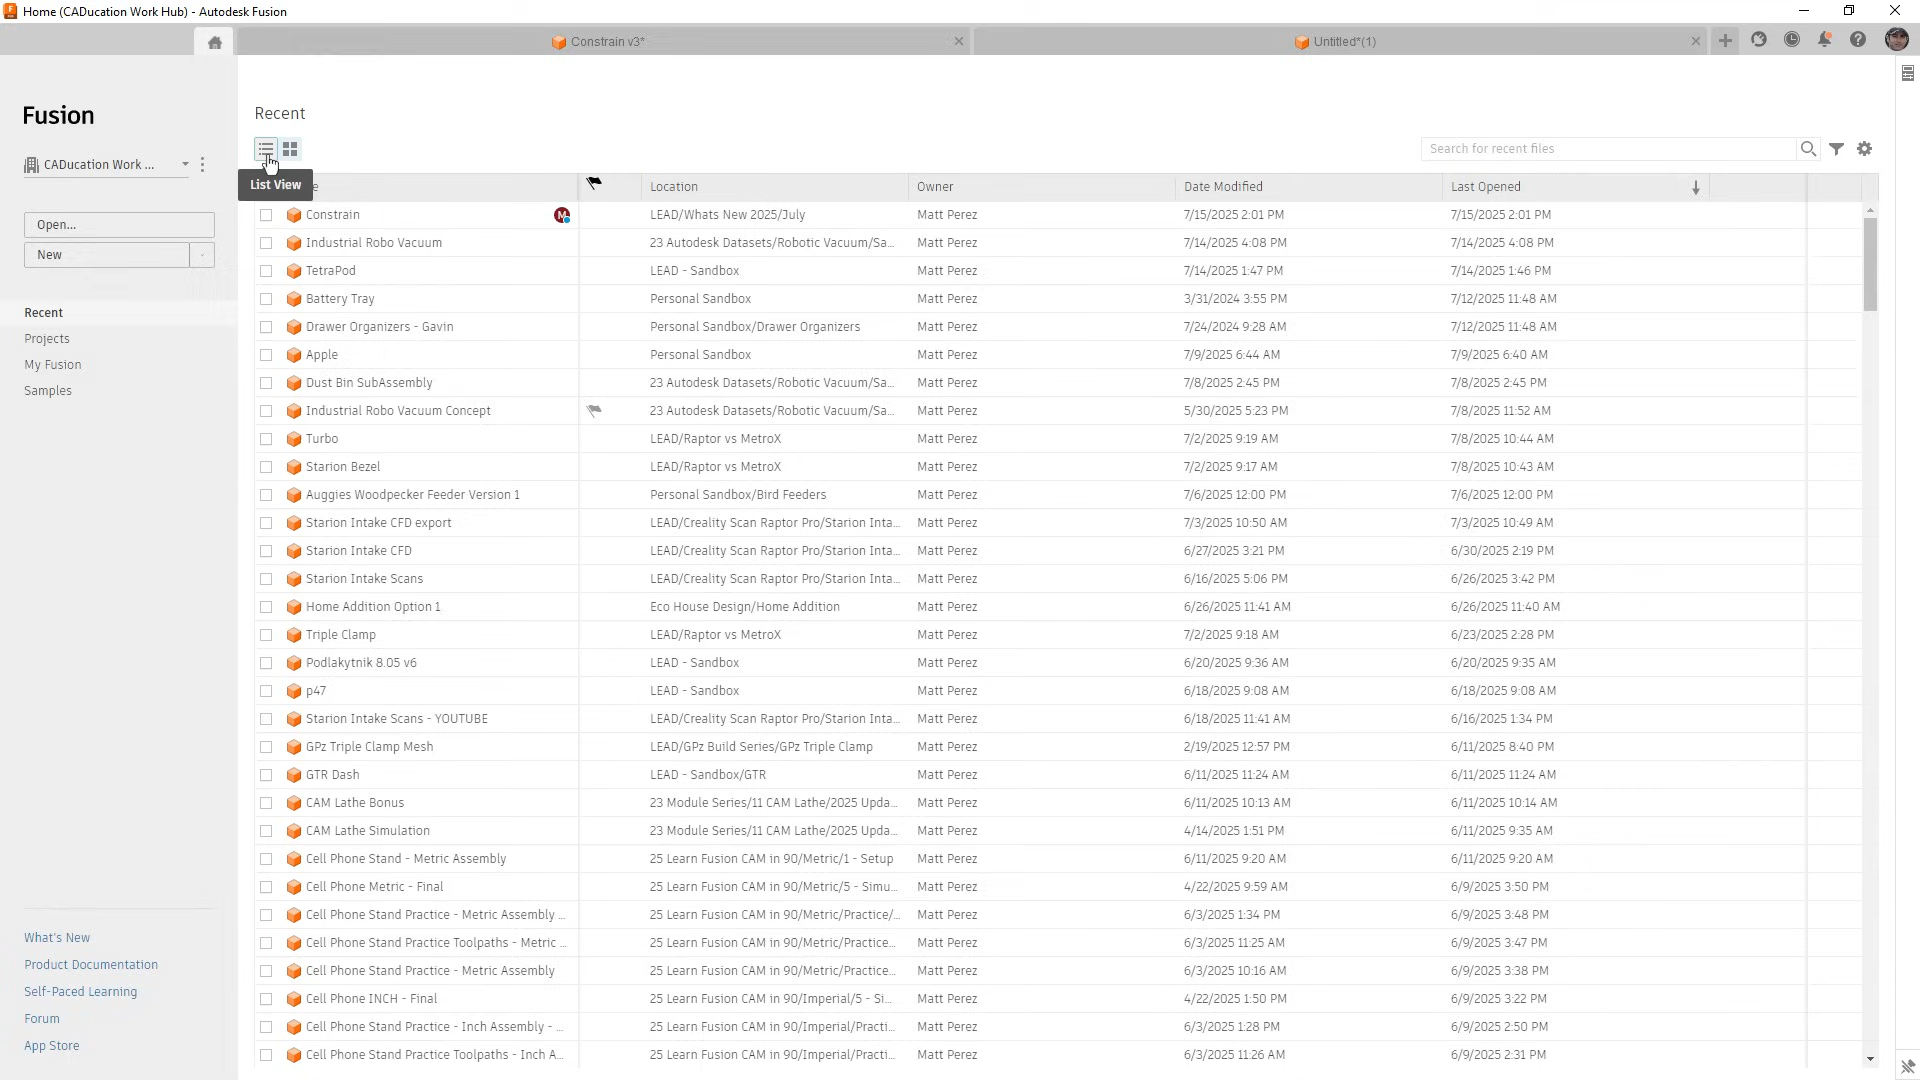 Home (CADucation Work Hub) - Autodesk Fusion
Constrain v3*
Untitled*(1)
Fusion
CADucation Work ...
Open...
New
Recent
Projects
My Fusion
Samples
What's New
Product Documentation
Self-Paced Learning
Forum
App Store
Recent
Search for recent files
List View
Location Owner Date Modified Last Opened
Constrain M LEAD/Whats New 2025/July Matt Perez 7/15/2025 2:01 PM 7/15/2025 2:01 PM
Industrial Robo Vacuum 23 Autodesk Datasets/Robotic Vacuum/Sa... Matt Perez 7/14/2025 4:08 PM 7/14/2025 4:08 PM
TetraPod LEAD - Sandbox Matt Perez 7/14/2025 1:47 PM 7/14/2025 1:46 PM
Battery Tray Personal Sandbox Matt Perez 3/31/2024 3:55 PM 7/12/2025 11:48 AM
Drawer Organizers - Gavin Personal Sandbox/Drawer Organizers Matt Perez 7/24/2024 9:28 AM 7/12/2025 11:48 AM
Apple Personal Sandbox Matt Perez 7/9/2025 6:44 AM 7/9/2025 6:40 AM
Dust Bin SubAssembly 23 Autodesk Datasets/Robotic Vacuum/Sa... Matt Perez 7/8/2025 2:45 PM 7/8/2025 2:45 PM
Industrial Robo Vacuum Concept 23 Autodesk Datasets/Robotic Vacuum/Sa... Matt Perez 5/30/2025 5:23 PM 7/8/2025 11:52 AM
Turbo LEAD/Raptor vs MetroX Matt Perez 7/2/2025 9:19 AM 7/8/2025 10:44 AM
Starion Bezel LEAD/Raptor vs MetroX Matt Perez 7/2/2025 9:17 AM 7/8/2025 10:43 AM
Auggies Woodpecker Feeder Version 1 Personal Sandbox/Bird Feeders Matt Perez 7/6/2025 12:00 PM 7/6/2025 12:00 PM
Starion Intake CFD export LEAD/Creality Scan Raptor Pro/Starion Inta... Matt Perez 7/3/2025 10:50 AM 7/3/2025 10:49 AM
Starion Intake CFD LEAD/Creality Scan Raptor Pro/Starion Inta... Matt Perez 6/27/2025 3:21 PM 6/30/2025 2:19 PM
Starion Intake Scans LEAD/Creality Scan Raptor Pro/Starion Inta... Matt Perez 6/16/2025 5:06 PM 6/26/2025 3:42 PM
Home Addition Option 1 Eco House Design/Home Addition Matt Perez 6/26/2025 11:41 AM 6/26/2025 11:40 AM
Triple Clamp LEAD/Raptor vs MetroX Matt Perez 7/2/2025 9:18 AM 6/23/2025 2:28 PM
Podlakytnik 8.05 v6 LEAD - Sandbox Matt Perez 6/20/2025 9:36 AM 6/20/2025 9:35 AM
p47 LEAD - Sandbox Matt Perez 6/18/2025 9:08 AM 6/18/2025 9:08 AM
Starion Intake Scans - YOUTUBE LEAD/Creality Scan Raptor Pro/Starion Inta... Matt Perez 6/18/2025 11:41 AM 6/16/2025 1:34 PM
GPz Triple Clamp Mesh LEAD/GPz Build Series/GPz Triple Clamp Matt Perez 2/19/2025 12:57 PM 6/11/2025 8:40 PM
GTR Dash LEAD - Sandbox/GTR Matt Perez 6/11/2025 11:24 AM 6/11/2025 11:24 AM
CAM Lathe Bonus 23 Module Series/11 CAM Lathe/2025 Upda... Matt Perez 6/11/2025 10:13 AM 6/11/2025 10:14 AM
CAM Lathe Simulation 23 Module Series/11 CAM Lathe/2025 Upda... Matt Perez 4/14/2025 1:51 PM 6/11/2025 9:35 AM
Cell Phone Stand - Metric Assembly 25 Learn Fusion CAM in 90/Metric/1 - Setup Matt Perez 6/11/2025 9:20 AM 6/11/2025 9:20 AM
Cell Phone Metric - Final 25 Learn Fusion CAM in 90/Metric/5 - Simu... Matt Perez 4/22/2025 9:59 AM 6/9/2025 3:50 PM
Cell Phone Stand Practice - Metric Assembly ... 25 Learn Fusion CAM in 90/Metric/Practice/... Matt Perez 6/3/2025 1:34 PM 6/9/2025 3:48 PM
Cell Phone Stand Practice Toolpaths - Metric ... 25 Learn Fusion CAM in 90/Metric/Practice... Matt Perez 6/3/2025 11:25 AM 6/9/2025 3:47 PM
Cell Phone Stand Practice - Metric Assembly 25 Learn Fusion CAM in 90/Metric/Practice... Matt Perez 6/3/2025 10:16 AM 6/9/2025 3:38 PM
Cell Phone INCH - Final 25 Learn Fusion CAM in 90/Imperial/5 - Si... Matt Perez 4/22/2025 1:50 PM 6/9/2025 3:22 PM
Cell Phone Stand Practice - Inch Assembly - ... 25 Learn Fusion CAM in 90/Imperial/Practi... Matt Perez 6/3/2025 1:28 PM 6/9/2025 2:50 PM
Cell Phone Stand Practice Toolpaths - Inch A... 25 Learn Fusion CAM in 90/Imperial/Practi... Matt Perez 6/3/2025 11:26 AM 6/9/2025 2:31 PM